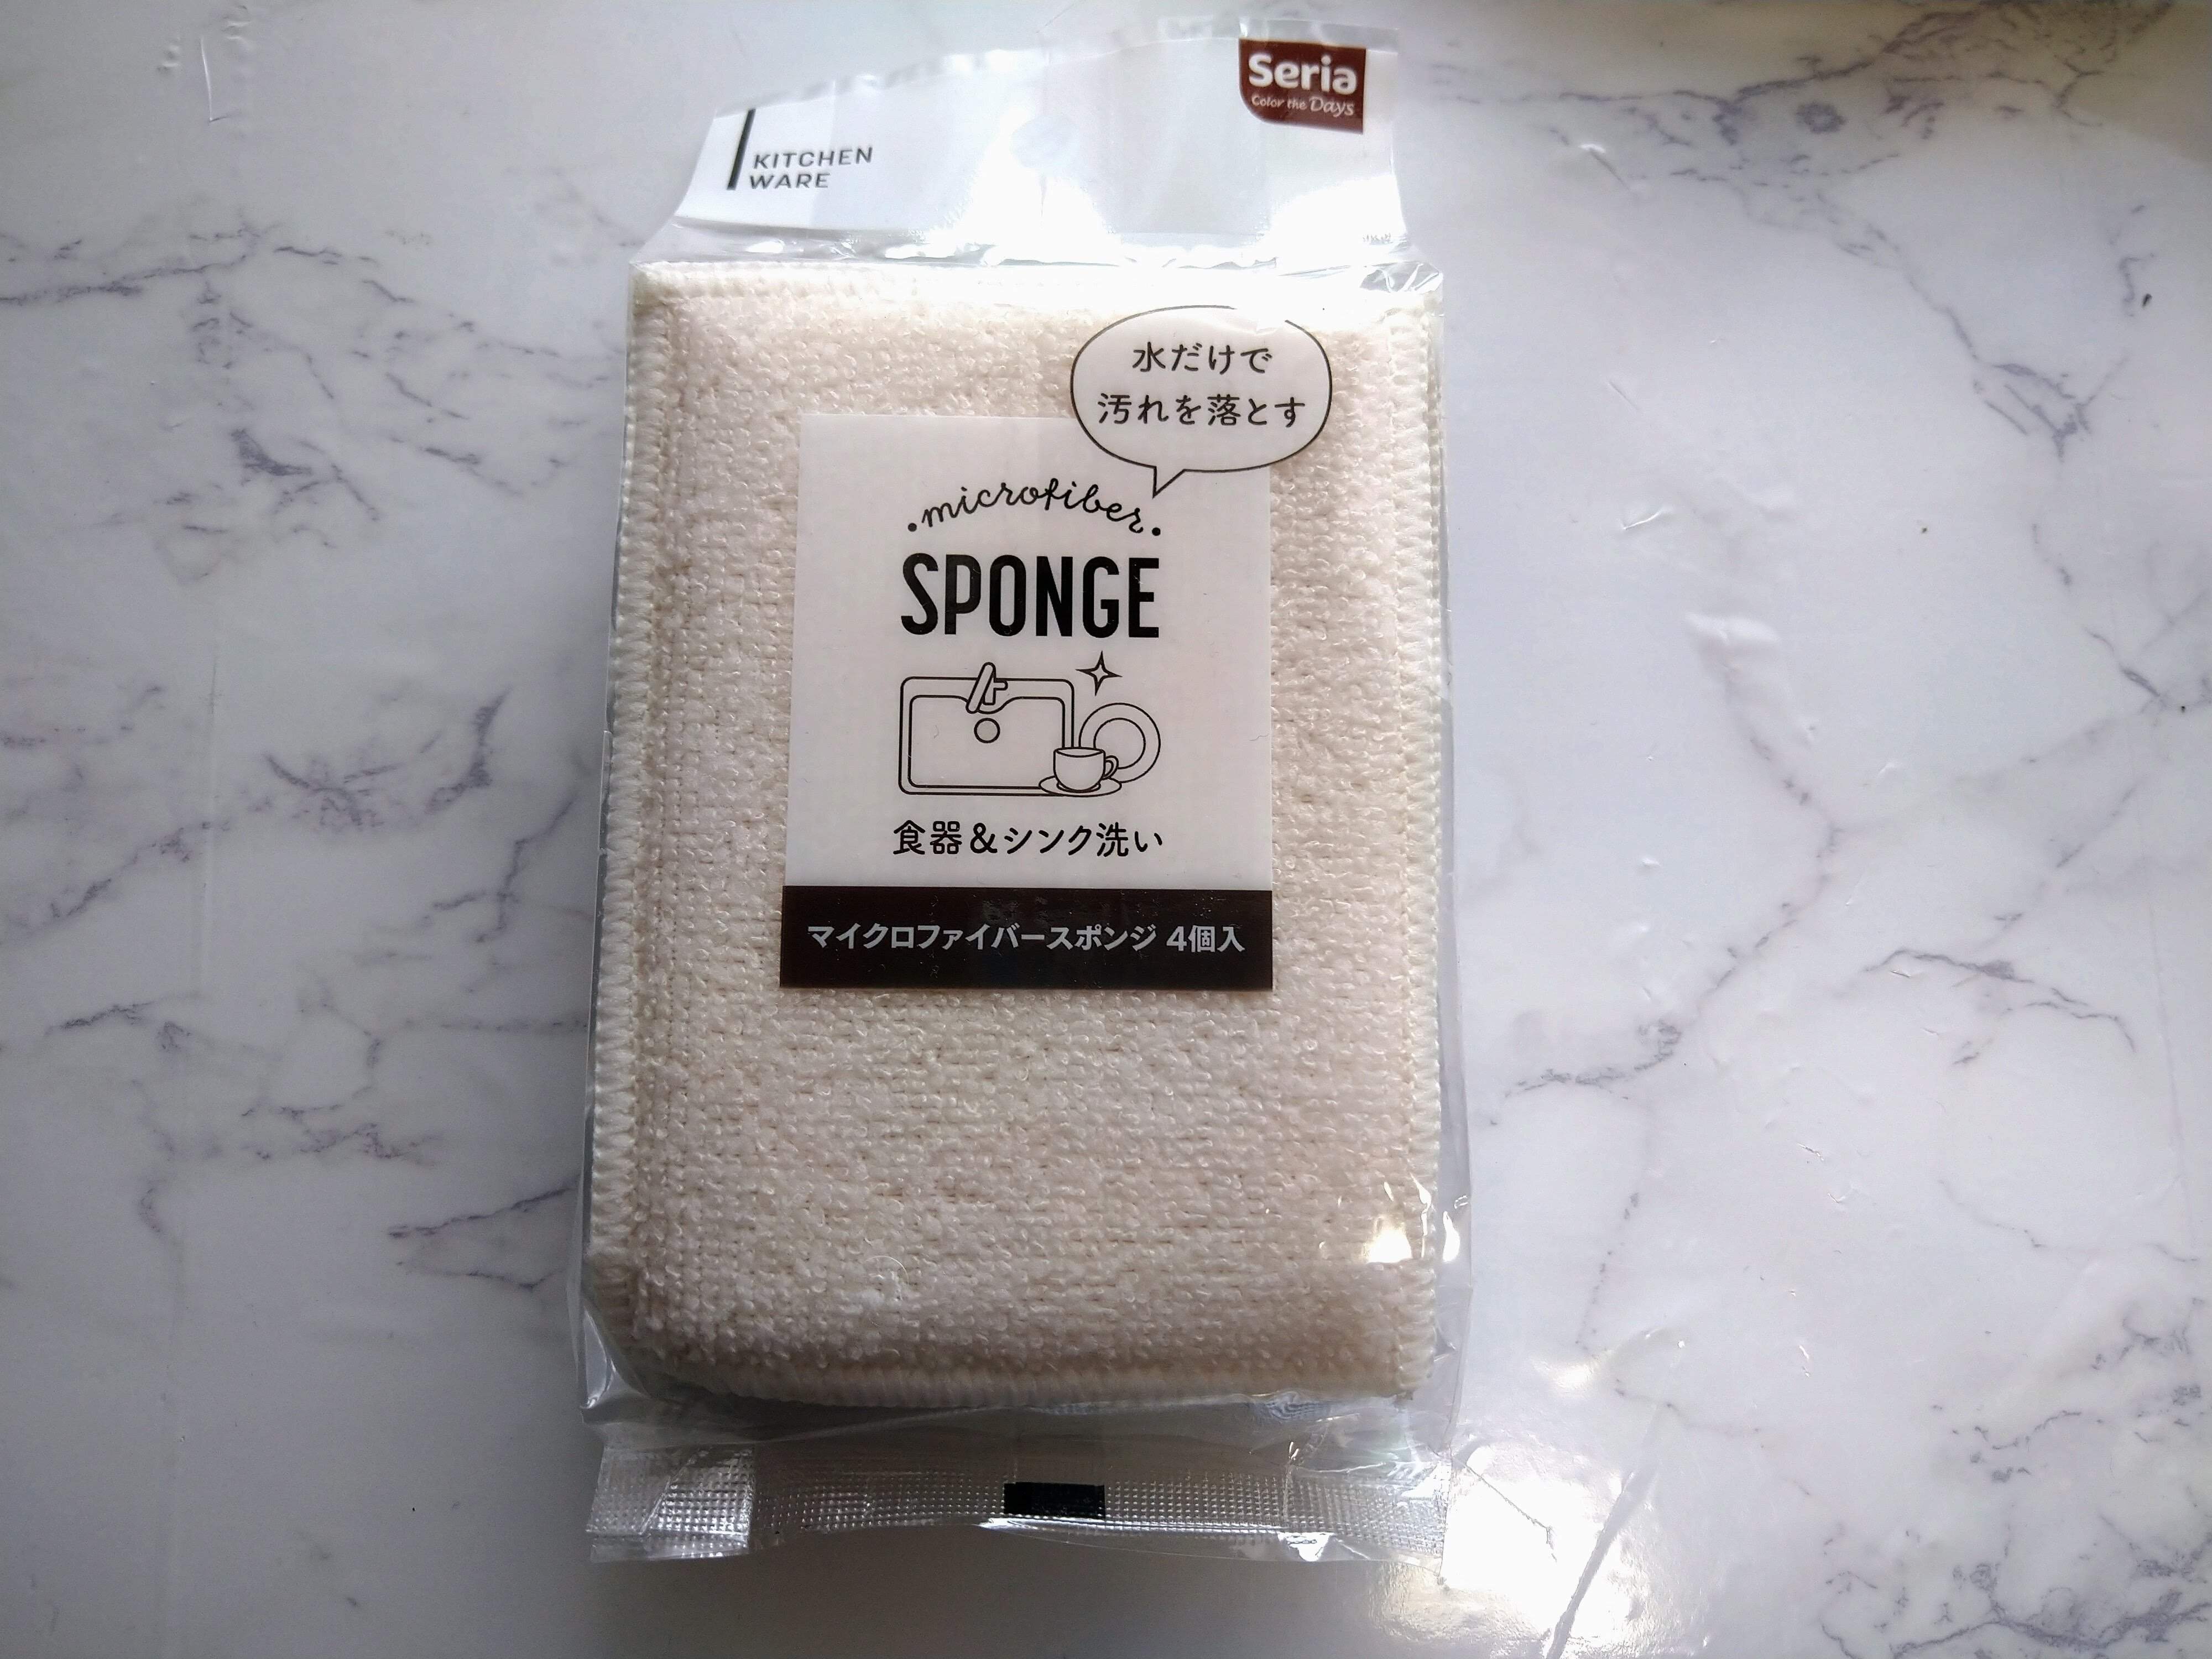 Seria
Color the Days
KITCHEN
WARE
水だけで
汚れを落とす
microfiber
SPONGE
食器&シンク洗い
マイクロファイバースポンジ 4個入